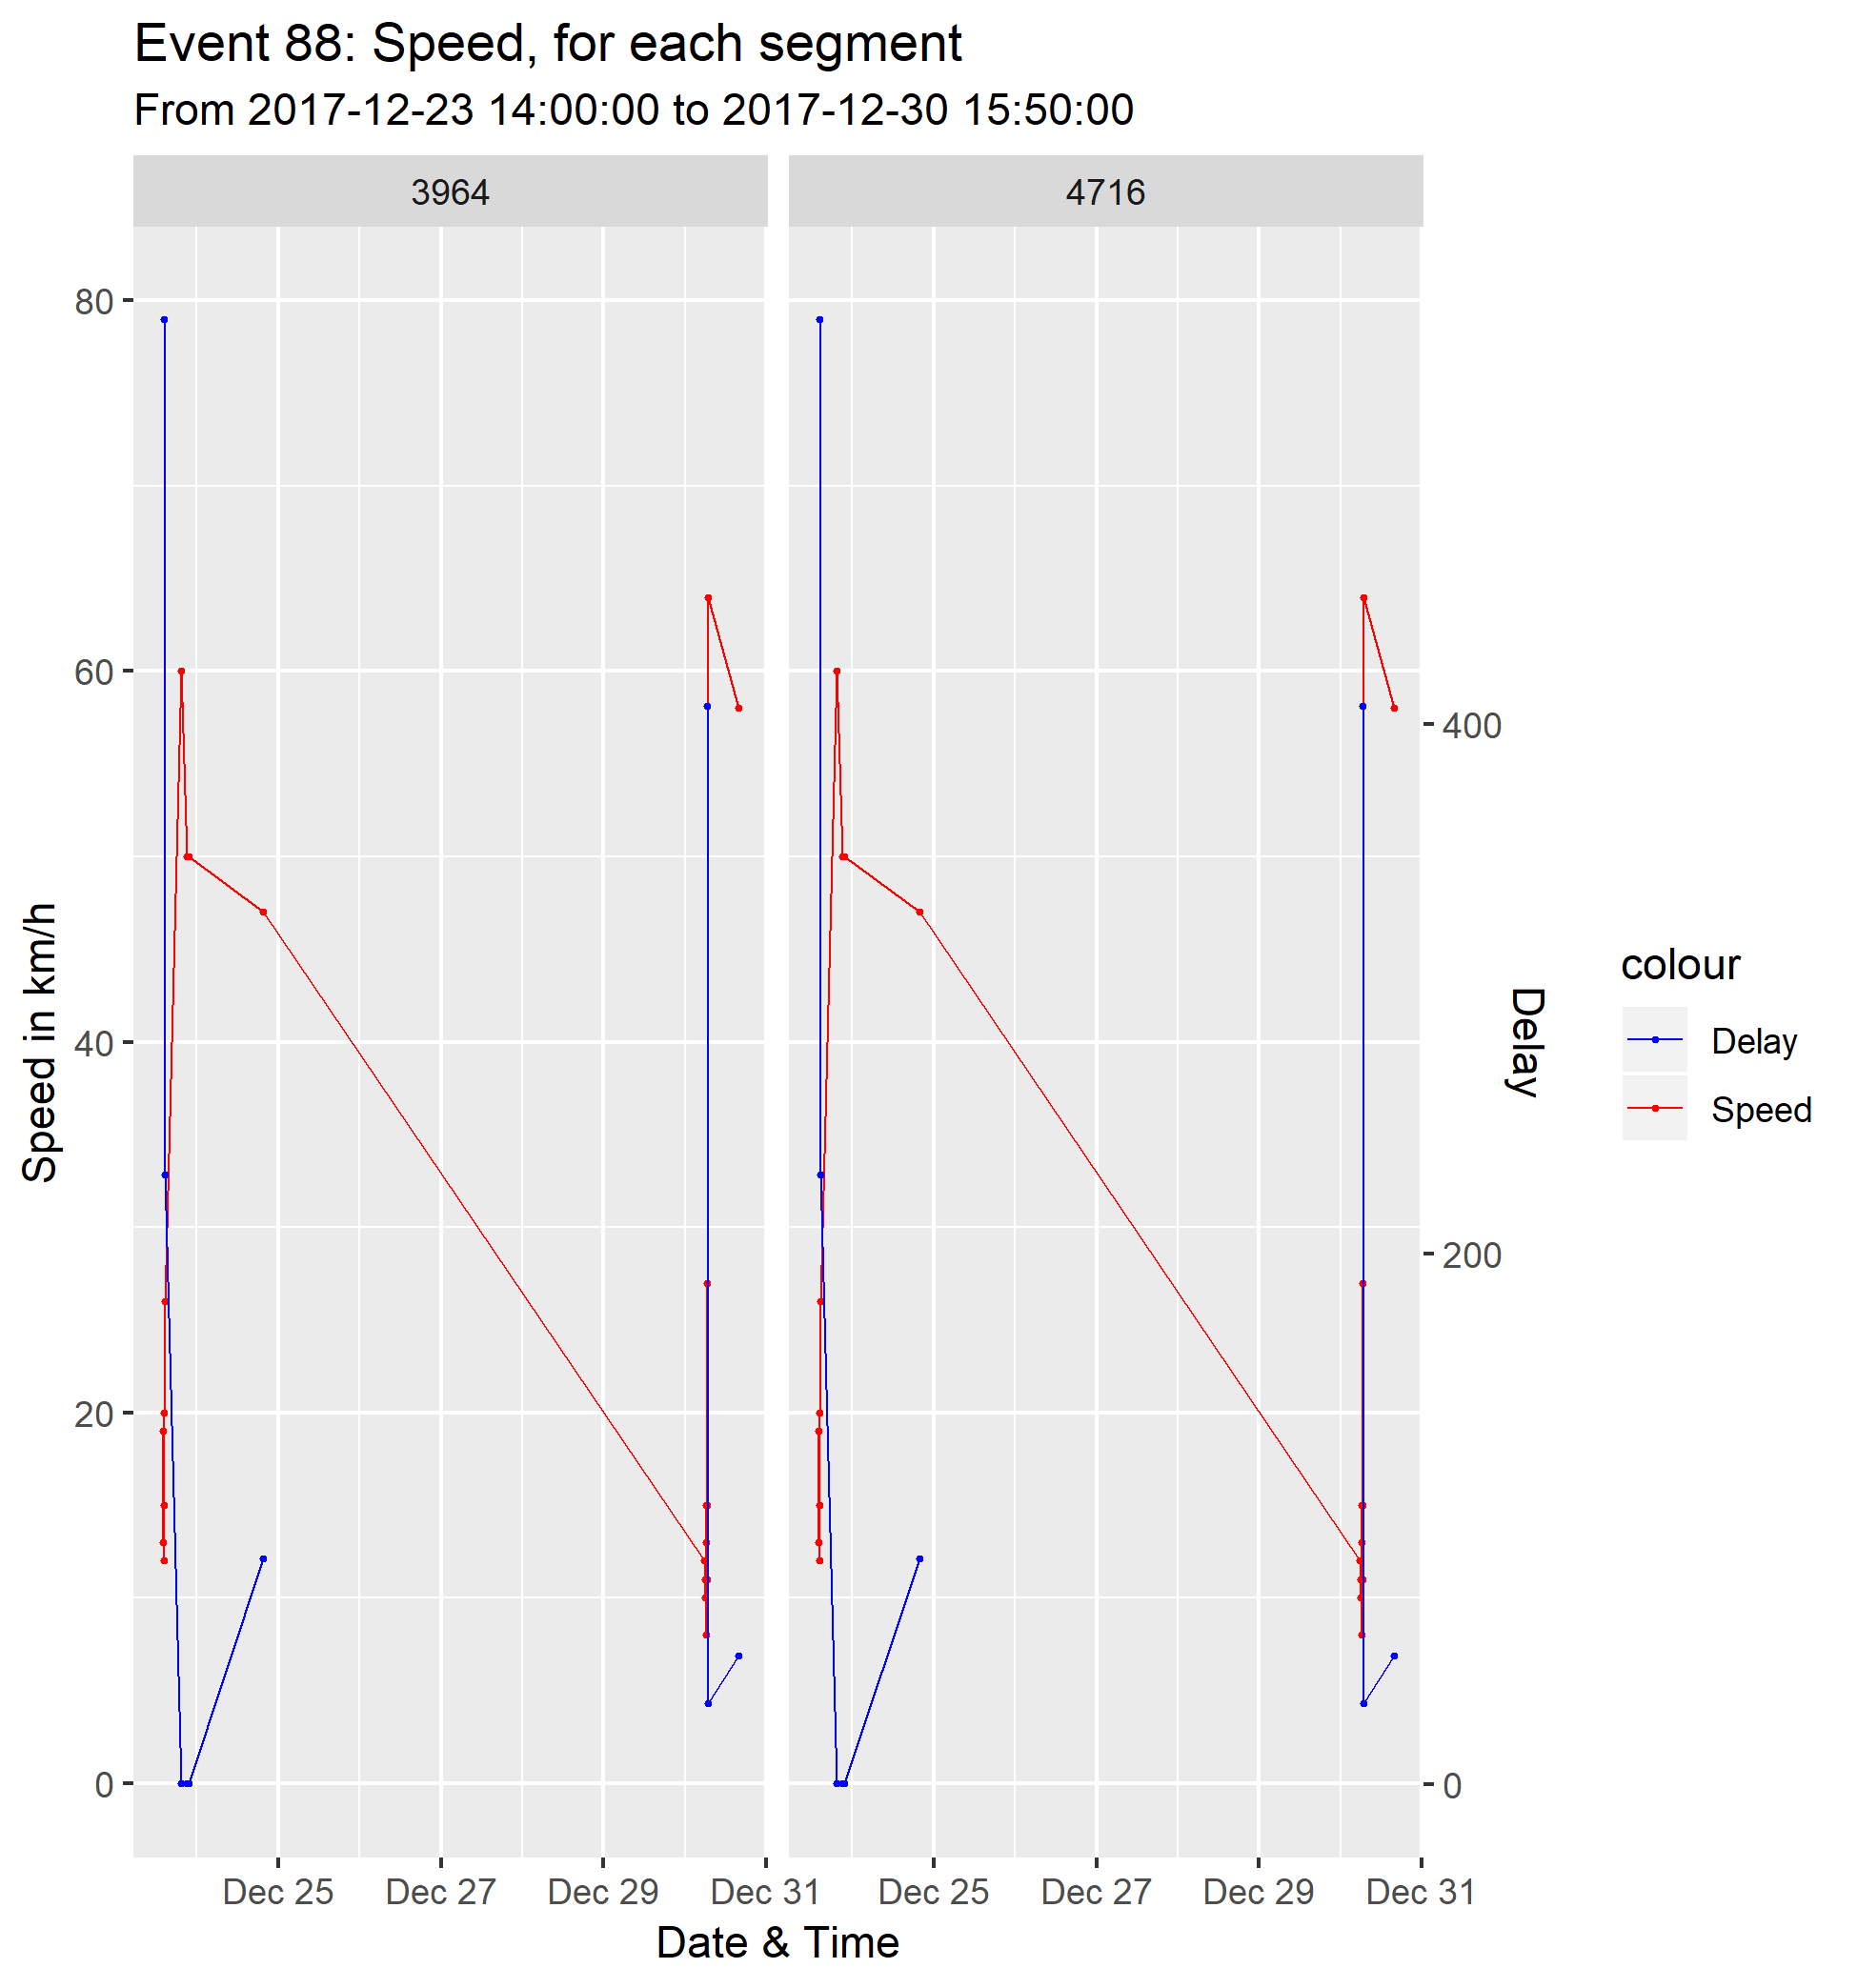 Event 88: Speed, for each segment
From 2017-12-23 14:00:00 to 2017-12-30 15:50:00
3964
4716
80
60
40
20
0
Speed in km/h
400
200
0
Delay
Dec 25
Dec 27
Dec 29
Dec 31
Dec 25
Dec 27
Dec 29
Dec 31
Date & Time
colour
Delay
Speed